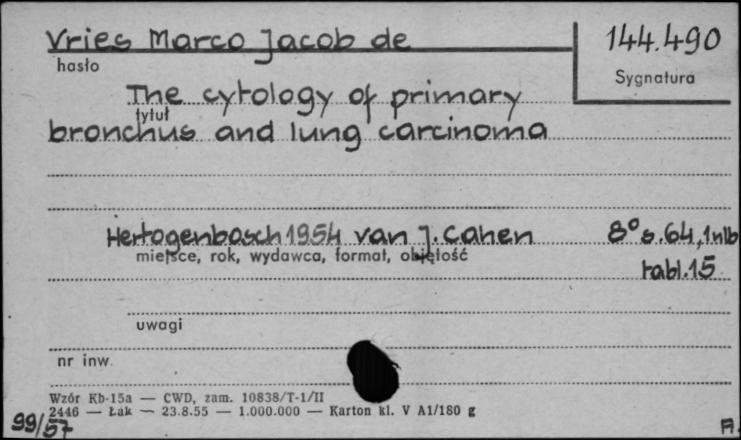 Vries Marco Jacob de
144.490
hasło
Sygnatura
The cytology of primary
tytuł
bronchus and lung carcinoma
Hertogenbosch 1954 van J. Cahen 8° s. 64, 1 nlb
miejsce, rok, wydawca, format, objętość
tabl. 15
uwagi
nr inw.
Wzór Kb-15a — CWD, zam. 10838/T-1/II
2446 — Łak — 23.8.55 — 1.000.000 — Karton kl. V A1/180 g
99/57
A.